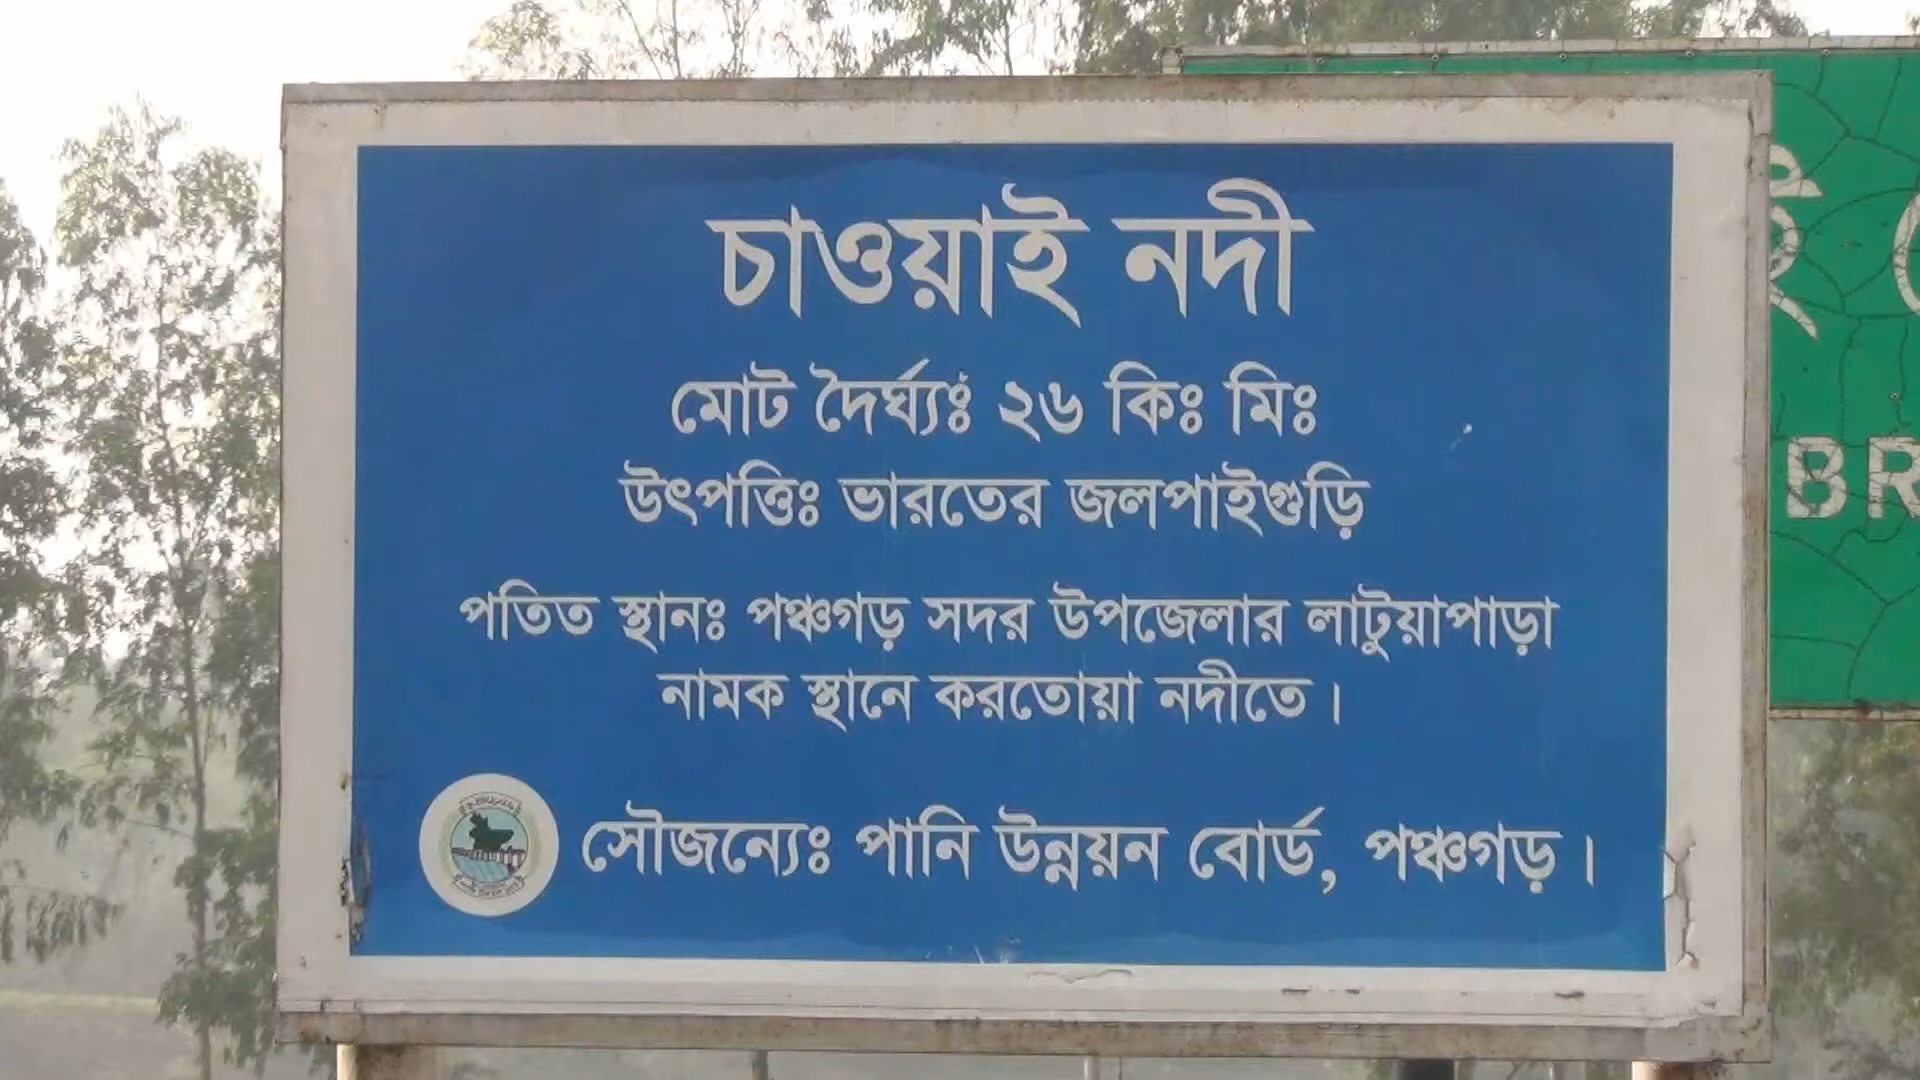 চাওয়াই নদী
মোট দৈর্ঘ্যঃ ২৬ কিঃ মিঃ
উৎপত্তিঃ ভারতের জলপাইগুড়ি
পতিত স্থানঃ পঞ্চগড় সদর উপজেলার লাটুয়াপাড়া
নামক স্থানে করতোয়া নদীতে।
সৌজন্যেঃ পানি উন্নয়ন বোর্ড, পঞ্চগড়।
ই
BR